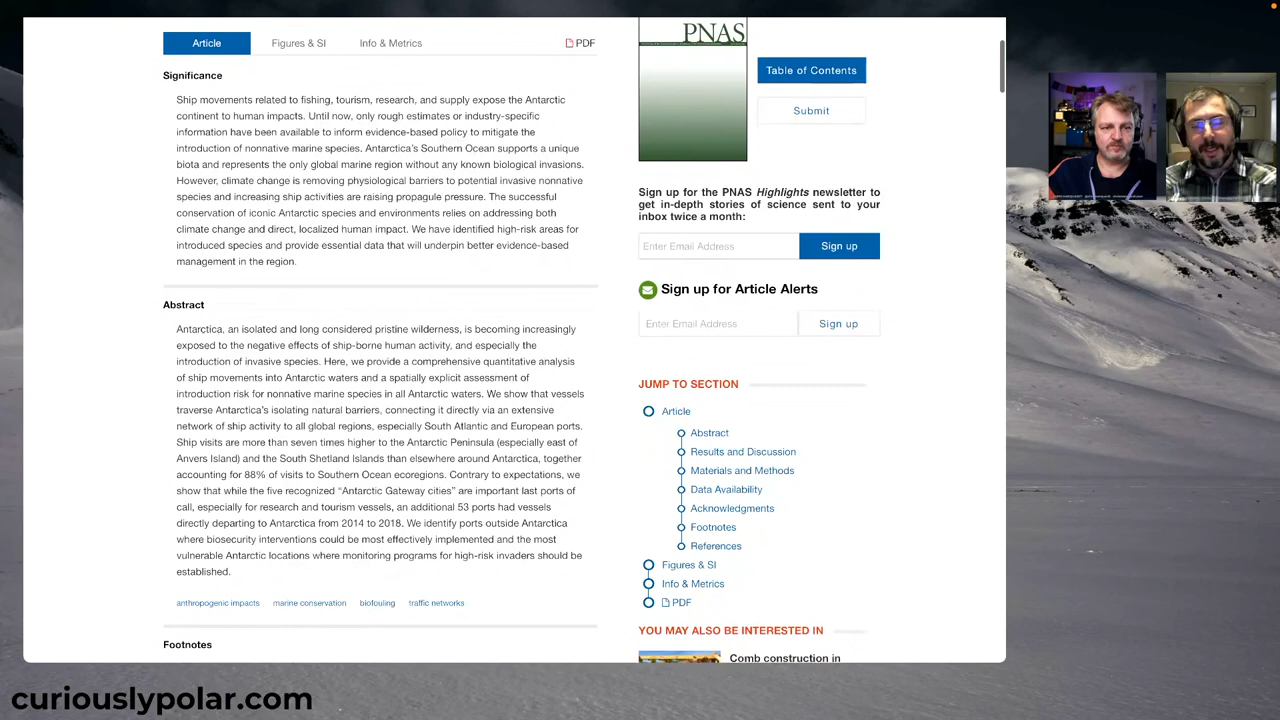 Article
Figures & SI
Info & Metrics
PDF
Significance
Ship movements related to fishing, tourism, research, and supply expose the Antarctic
continent to human impacts. Until now, only rough estimates or industry-specific
information have been available to inform evidence-based policy to mitigate the
introduction of nonnative marine species. Antarctica's Southern Ocean supports a unique
biota and represents the only global marine region without any known biological invasions.
However, climate change is removing physiological barriers to potential invasive nonnative
species and increasing ship activities are raising propagule pressure. The successful
conservation of iconic Antarctic species and environments relies on addressing both
climate change and direct, localized human impact. We have identified high-risk areas for
introduced species and provide essential data that will underpin better evidence-based
management in the region.
Abstract
Antarctica, an isolated and long considered pristine wilderness, is becoming increasingly
exposed to the negative effects of ship-borne human activity, and especially the
introduction of invasive species. Here, we provide a comprehensive quantitative analysis
of ship movements into Antarctic waters and a spatially explicit assessment of
introduction risk for nonnative marine species in all Antarctic waters. We show that vessels
traverse Antarctica's isolating natural barriers, connecting it directly via an extensive
network of ship activity to all global regions, especially South Atlantic and European ports.
Ship visits are more than seven times higher to the Antarctic Peninsula (especially east of
Anvers Island) and the South Shetland Islands than elsewhere around Antarctica, together
accounting for 88% of visits to Southern Ocean ecoregions. Contrary to expectations, we
show that while the five recognized “Antarctic Gateway cities” are important last ports of
call, especially for research and tourism vessels, an additional 53 ports had vessels
directly departing to Antarctica from 2014 to 2018. We identify ports outside Antarctica
where biosecurity interventions could be most effectively implemented and the most
vulnerable Antarctic locations where monitoring programs for high-risk invaders should be
established.
anthropogenic impacts marine conservation biofouling traffic networks
Footnotes
PNAS
Table of Contents
Submit
Sign up for the PNAS Highlights newsletter to
get in-depth stories of science sent to your
inbox twice a month:
Enter Email Address
Sign up
Sign up for Article Alerts
Enter Email Address
Sign up
JUMP TO SECTION
Article
Abstract
Results and Discussion
Materials and Methods
Data Availability
Acknowledgments
Footnotes
References
Figures & SI
Info & Metrics
PDF
YOU MAY ALSO BE INTERESTED IN
Comb construction in
curiouslypolar.com